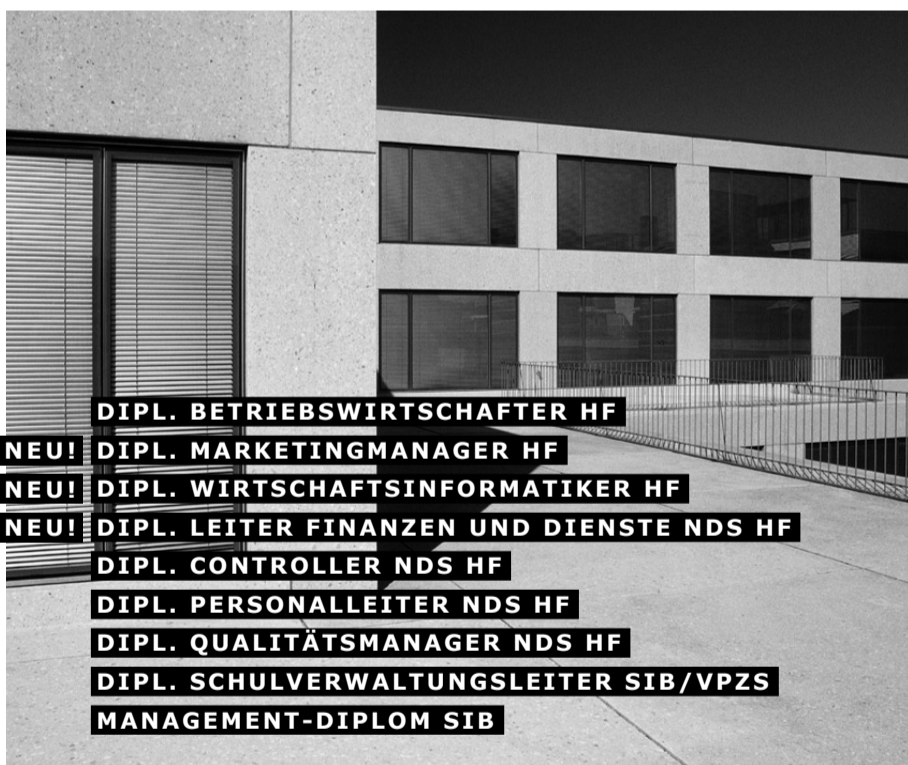 DIPL. BETRIEBSWIRTSCHAFTER HF
NEU! DIPL. MARKETINGMANAGER HF
NEU! DIPL. WIRTSCHAFTSINFORMATIKER HF
NEU! DIPL. LEITER FINANZEN UND DIENSTE NDS HF
DIPL. CONTROLLER NDS HF
DIPL. PERSONALLEITER NDS HF
DIPL. QUALITÄTSMANAGER NDS HF
DIPL. SCHULVERWALTUNGSLEITER SIB/VPZS
MANAGEMENT-DIPLOM SIB